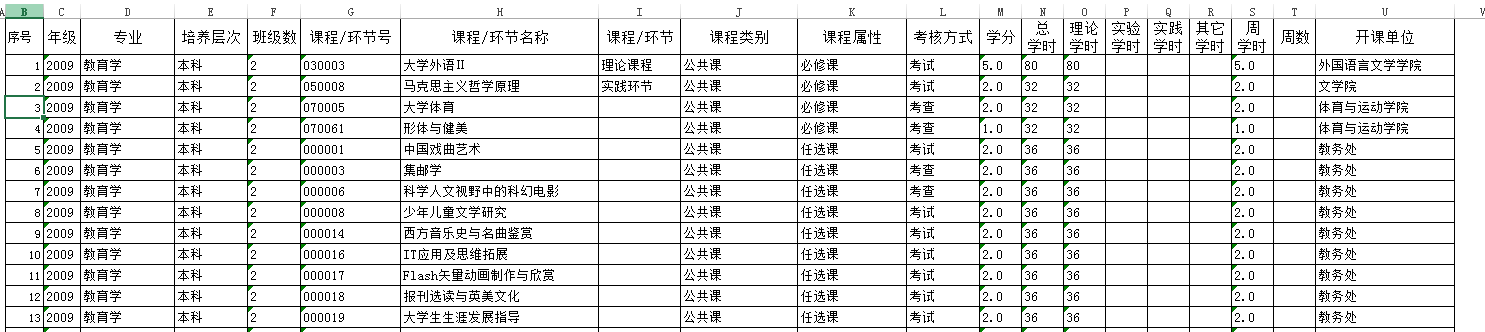 A B C D E F G H I J K L M N O P Q R S T U V
序号 年级 专业 培养层次 班级数 课程/环节号 课程/环节名称 课程/环节 课程类别 课程属性 考核方式 学分 总学时 理论学时 实验学时 实践学时 其它学时 周学时 周数 开课单位
1 2009 教育学 本科 2 030003 大学外语Ⅱ 理论课程 公共课 必修课 考试 5.0 80 80 5.0 外国语言文学学院
2 2009 教育学 本科 2 050008 马克思主义哲学原理 实践环节 公共课 必修课 考试 2.0 32 32 2.0 文学院
3 2009 教育学 本科 2 070005 大学体育 公共课 必修课 考查 2.0 32 32 2.0 体育与运动学院
4 2009 教育学 本科 2 070061 形体与健美 公共课 必修课 考查 1.0 32 32 1.0 体育与运动学院
5 2009 教育学 本科 2 000001 中国戏曲艺术 公共课 任选课 考试 2.0 36 36 2.0 教务处
6 2009 教育学 本科 2 000003 集邮学 公共课 任选课 考查 2.0 36 36 2.0 教务处
7 2009 教育学 本科 2 000006 科学人文视野中的科幻电影 公共课 任选课 考查 2.0 36 36 2.0 教务处
8 2009 教育学 本科 2 000008 少年儿童文学研究 公共课 任选课 考试 2.0 36 36 2.0 教务处
9 2009 教育学 本科 2 000014 西方音乐史与名曲鉴赏 公共课 任选课 考试 2.0 36 36 2.0 教务处
10 2009 教育学 本科 2 000016 IT应用及思维拓展 公共课 任选课 考试 2.0 36 36 2.0 教务处
11 2009 教育学 本科 2 000017 Flash矢量动画制作与欣赏 公共课 任选课 考试 2.0 36 36 2.0 教务处
12 2009 教育学 本科 2 000018 报刊选读与英美文化 公共课 任选课 考试 2.0 36 36 2.0 教务处
13 2009 教育学 本科 2 000019 大学生生涯发展指导 公共课 任选课 考试 2.0 36 36 2.0 教务处